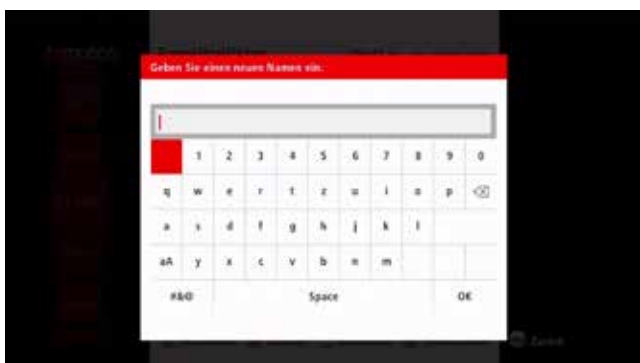 Geben Sie einen neuen Namen ein.
1 2 3 4 5 6 7 8 9 0
q w e r t z u i o p
a s d f g h j k l
aA y x c v b n m
#&@ Space OK
Zurück